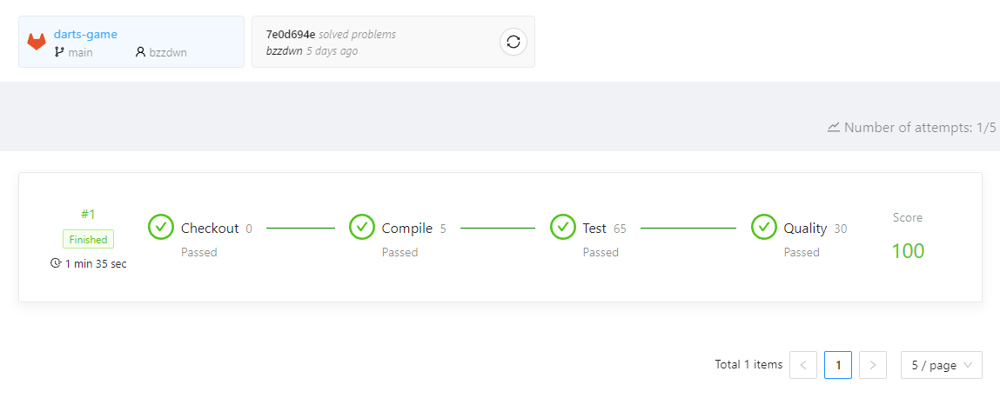 darts-game
main bzzdwn
7e0d694e solved problems
bzzdwn 5 days ago
Number of attempts: 1/5
#1
Finished
1 min 35 sec
Checkout 0
Passed
Compile 5
Passed
Test 65
Passed
Quality 30
Passed
Score
100
Total 1 items < 1 > 5 / page